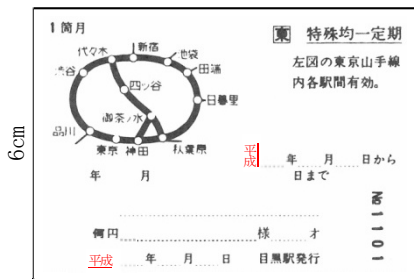 1箇月
東 特殊均一定期
左図の東京山手線
内各駅間有効。
代々木
新宿
池袋
田端
渋谷
四ッ谷
日暮里
御茶ノ水
品川
東京
神田
秋葉原
年 月
平成 年 月 日から
日まで
何円 様 才
平成 年 月 日 目黒駅発行
№1101
6cm